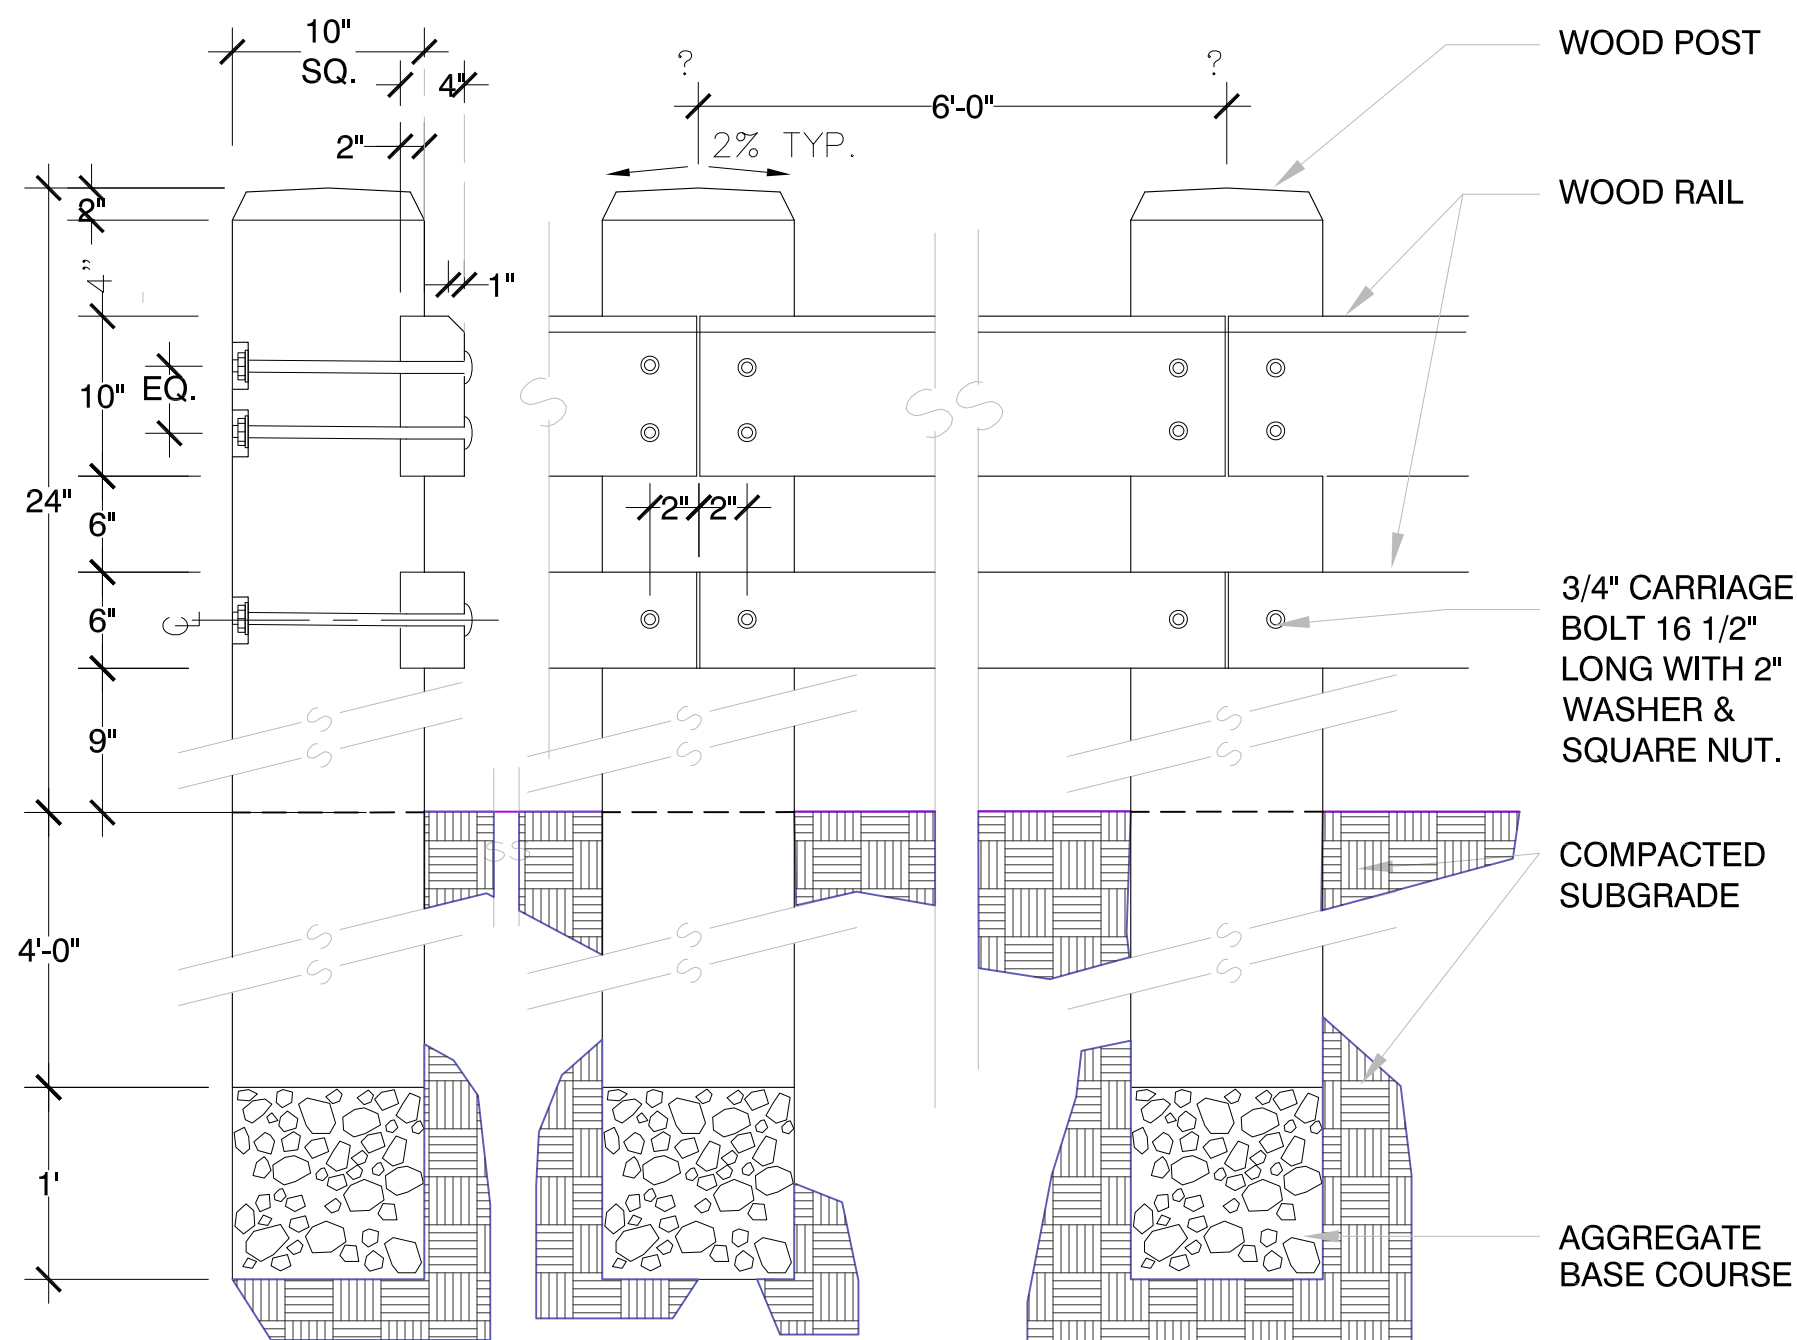 10"
SQ.
4"
2"
?
?
6'-0"
2% TYP.
WOOD POST
WOOD RAIL
2"
4"
1"
10"
EQ.
24"
6"
2"
2"
6"
9"
3/4" CARRIAGE
BOLT 16 1/2"
LONG WITH 2"
WASHER &
SQUARE NUT.
COMPACTED
SUBGRADE
4'-0"
1'
AGGREGATE
BASE COURSE